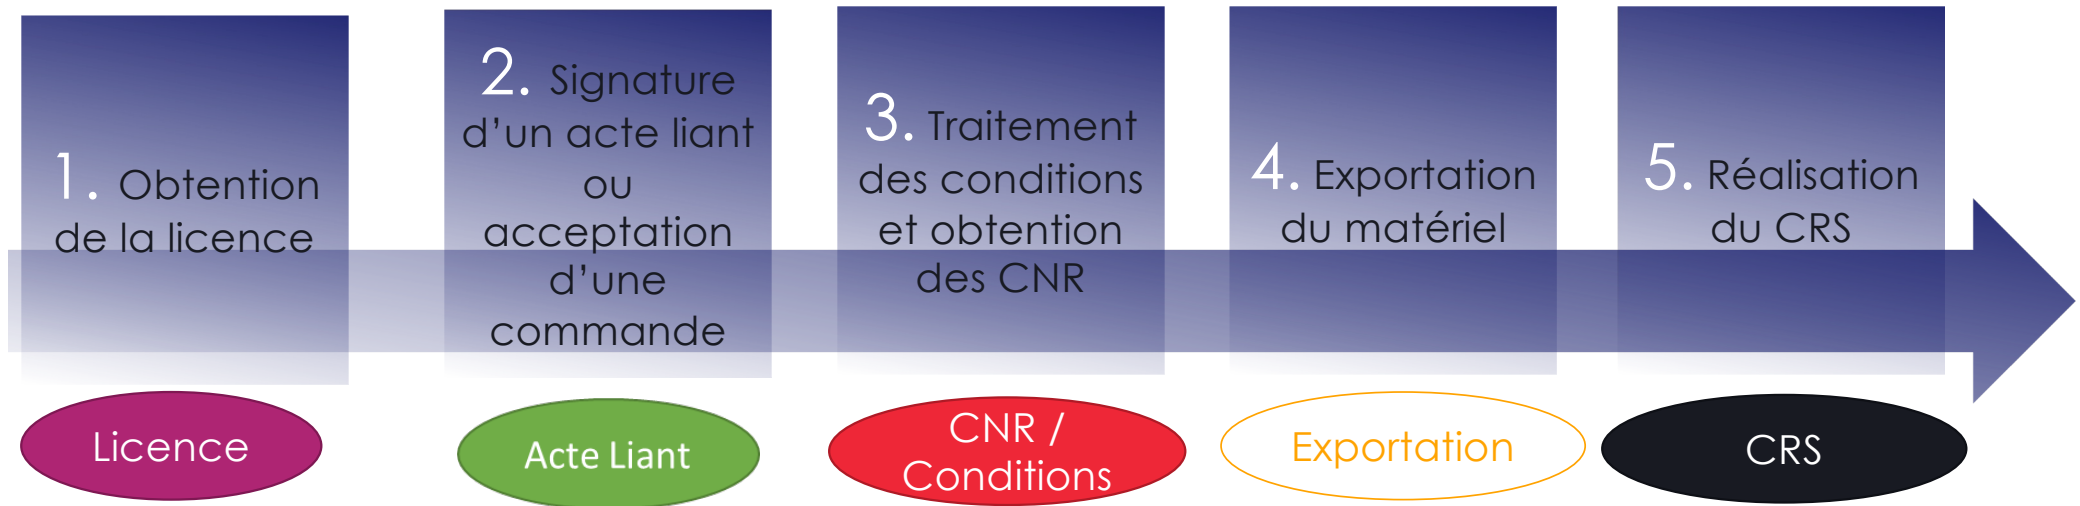 1. Obtention
de la licence
2. Signature
d’un acte liant
ou
acceptation
d’une
commande
3. Traitement
des conditions
et obtention
des CNR
4. Exportation
du matériel
5. Réalisation
du CRS
Licence
Acte Liant
CNR /
Conditions
Exportation
CRS